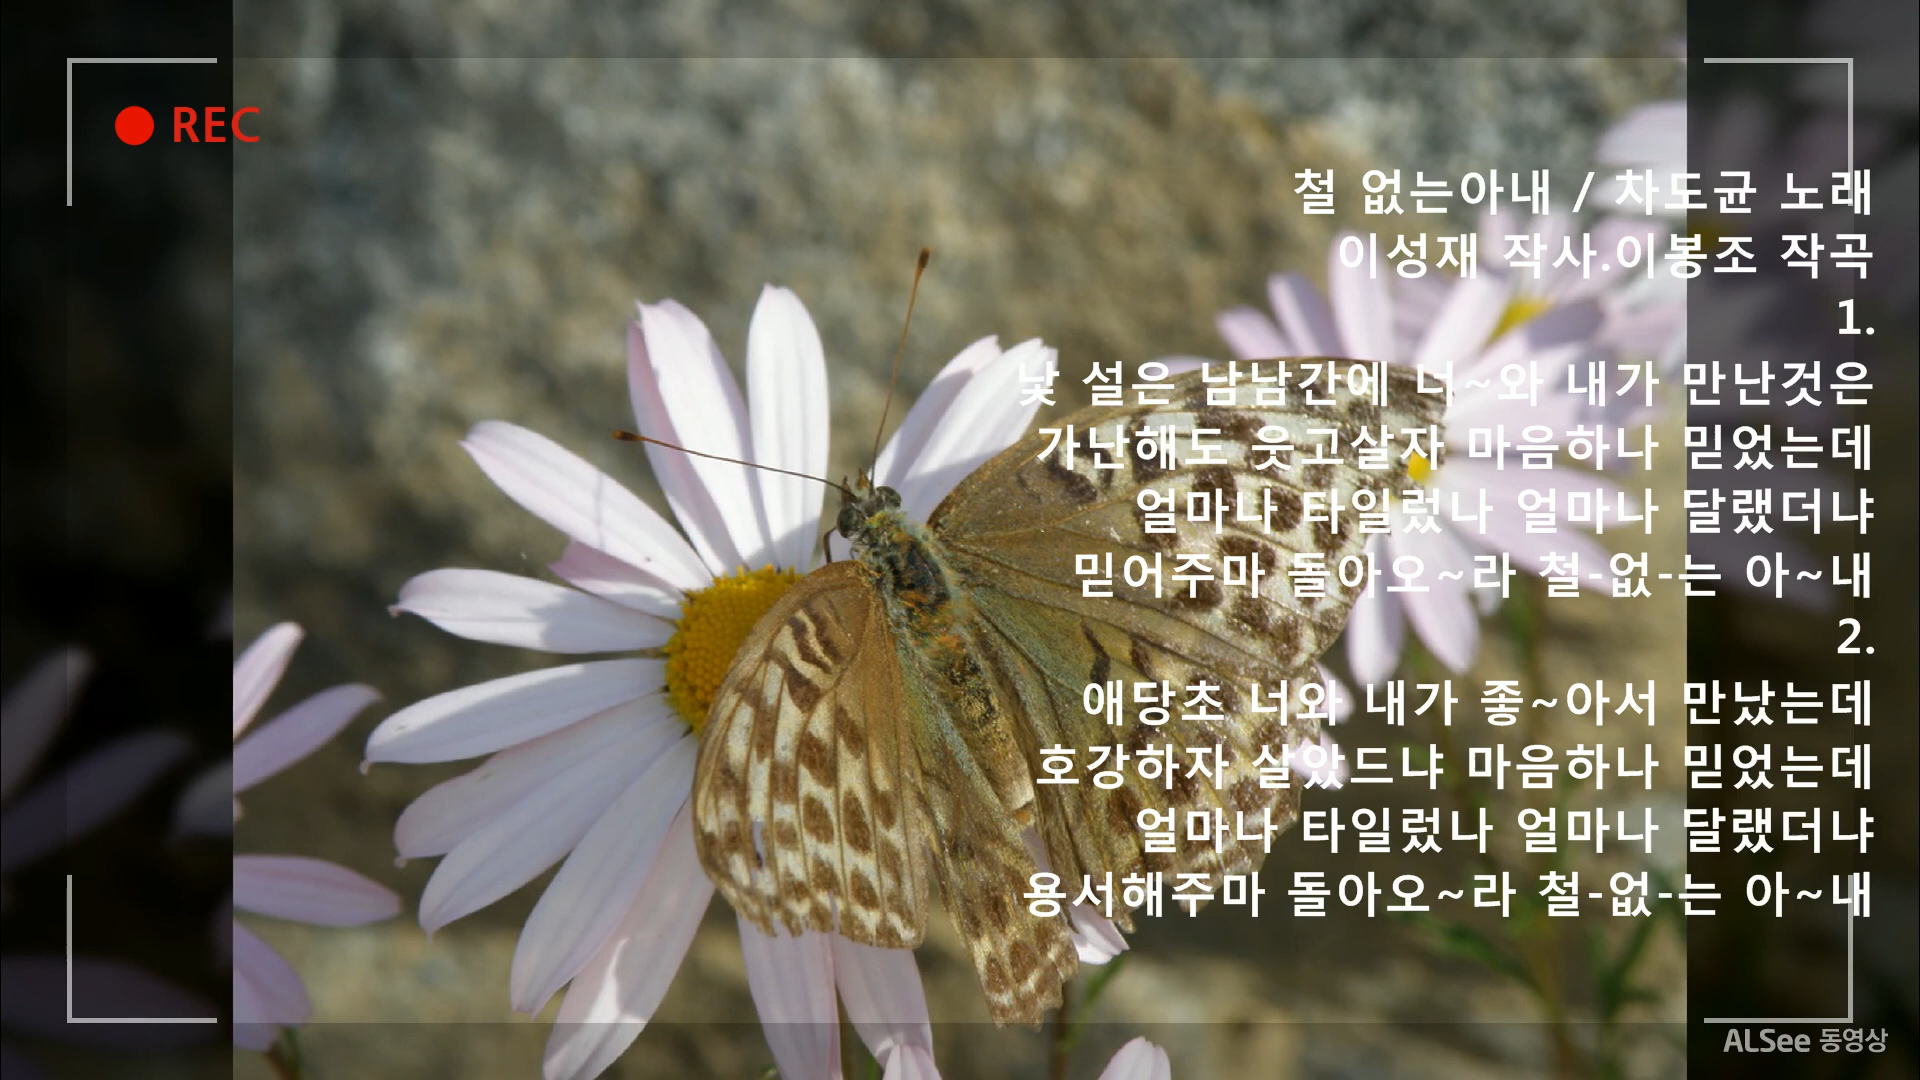 REC
철 없는아내 / 차도균 노래
이성재 작사.이봉조 작곡
1.
낯 설은 남남간에 너~와 내가 만난것은
가난해도 웃고살자 마음하나 믿었는데
얼마나 타일렀나 얼마나 달랬더냐
믿어주마 돌아오~라 철-없-는 아~내
2.
애당초 너와 내가 좋~아서 만났는데
호강하자 살았드냐 마음하나 믿었는데
얼마나 타일렀나 얼마나 달랬더냐
용서해주마 돌아오~라 철-없-는 아~내
ALSee 동영상